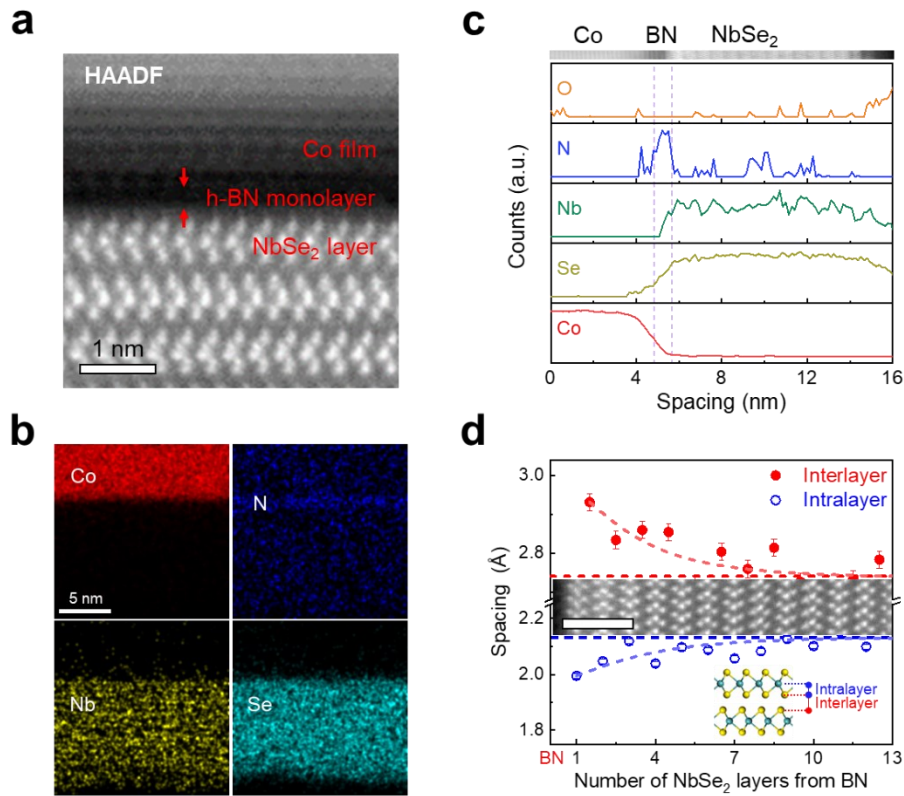 a
HAADF
Co film
h-BN monolayer
NbSe₂ layer
1 nm
b
Co
N
5 nm
Nb
Se
c
Co BN NbSe₂
O
N
Nb
Se
Co
Counts (a.u.)
0 4 8 12 16
Spacing (nm)
d
3.0
2.8
2.2
2.0
1.8
Spacing (Å)
Interlayer
Intralayer
Intralayer
Interlayer
BN 1 4 7 10 13
Number of NbSe₂ layers from BN